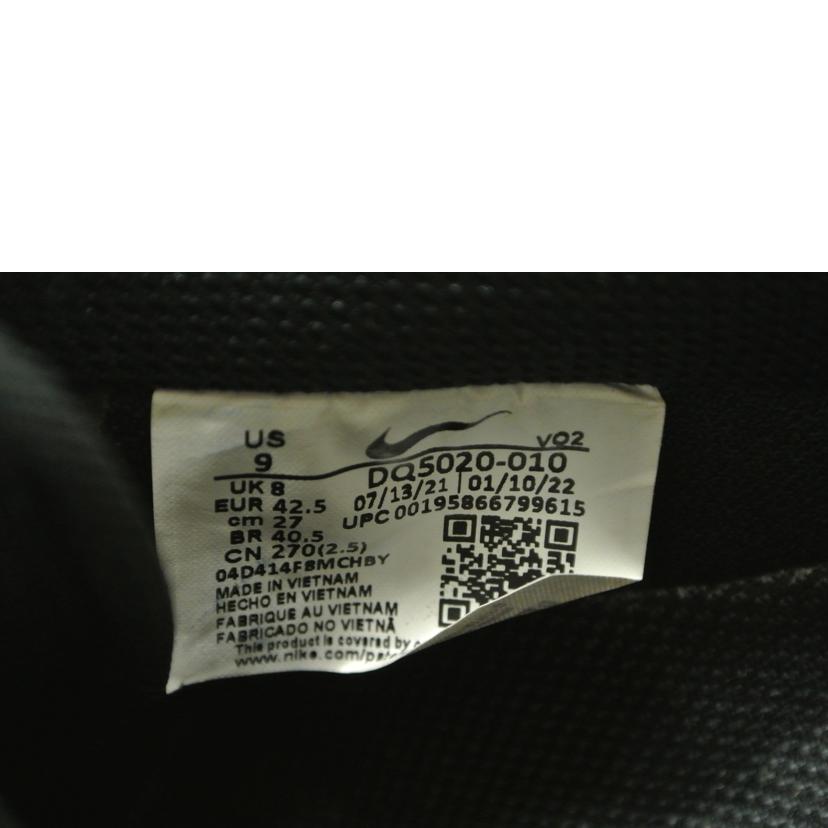 US
9
VO2
DQ5020-010
UK 8
07/13/21 | 01/10/22
EUR 42.5
UPC 00195866799615
cm 27
BR 40.5
CN 270(2.5)
04D414FBMCHBY
MADE IN VIETNAM
HECHO EN VIETNAM
FABRIQUE AU VIETNAM
FABRICADO NO VIETNÃ
This product is covered by
www.nike.com/pat